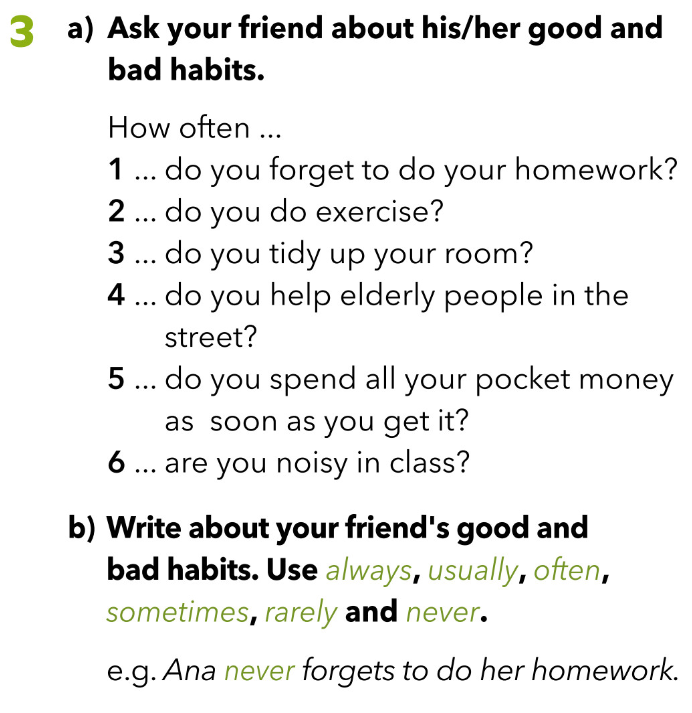 3 a) Ask your friend about his/her good and
bad habits.
How often ...
1 ... do you forget to do your homework?
2 ... do you do exercise?
3 ... do you tidy up your room?
4 ... do you help elderly people in the
street?
5 ... do you spend all your pocket money
as soon as you get it?
6 ... are you noisy in class?
b) Write about your friend's good and
bad habits. Use always, usually, often,
sometimes, rarely and never.
e.g. Ana never forgets to do her homework.